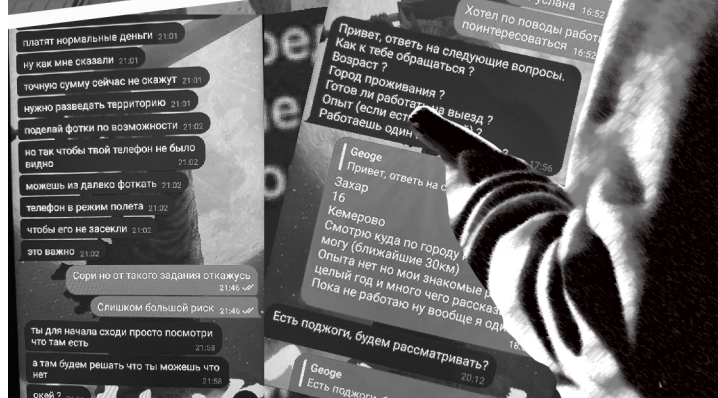 платят нормальные деньги 21:01
ну как мне сказали 21:01
точную сумму сейчас не скажут 21:01
нужно разведать территорию 21:01
поделай фотки по возможности 21:02
но так чтобы твой телефон не было
видно 21:02
можешь из далеко фоткать 21:02
телефон в режим полета 21:02
чтобы его не засекли 21:02
это важно 21:02
Сори но от такого задания откажусь
21:46
Слишком большой риск 21:46
ты для начала сходи просто посмотри
что там есть 21:58
а там будем решать что ты можешь что
нет 21:58
окей ?
16:52
Хотел по поводы
поинтересоваться 16:52
Привет, ответь на следующие вопросы.
Как к тебе обращаться ?
Возраст ?
Город проживания ?
Готов ли работать на выезд ?
Опыт (если
Работаешь один ?
17:56
Geoge
Привет, ответь на
Захар
16
Кемерово
Смотрю куда по городу
могу (ближайшие 30км)
Опыта нет но мои знакомые
целый год и много чего
Пока не работаю ну вообще я
Есть поджоги, будем рассматривать?
20:12
Geoge
Есть поджоги,